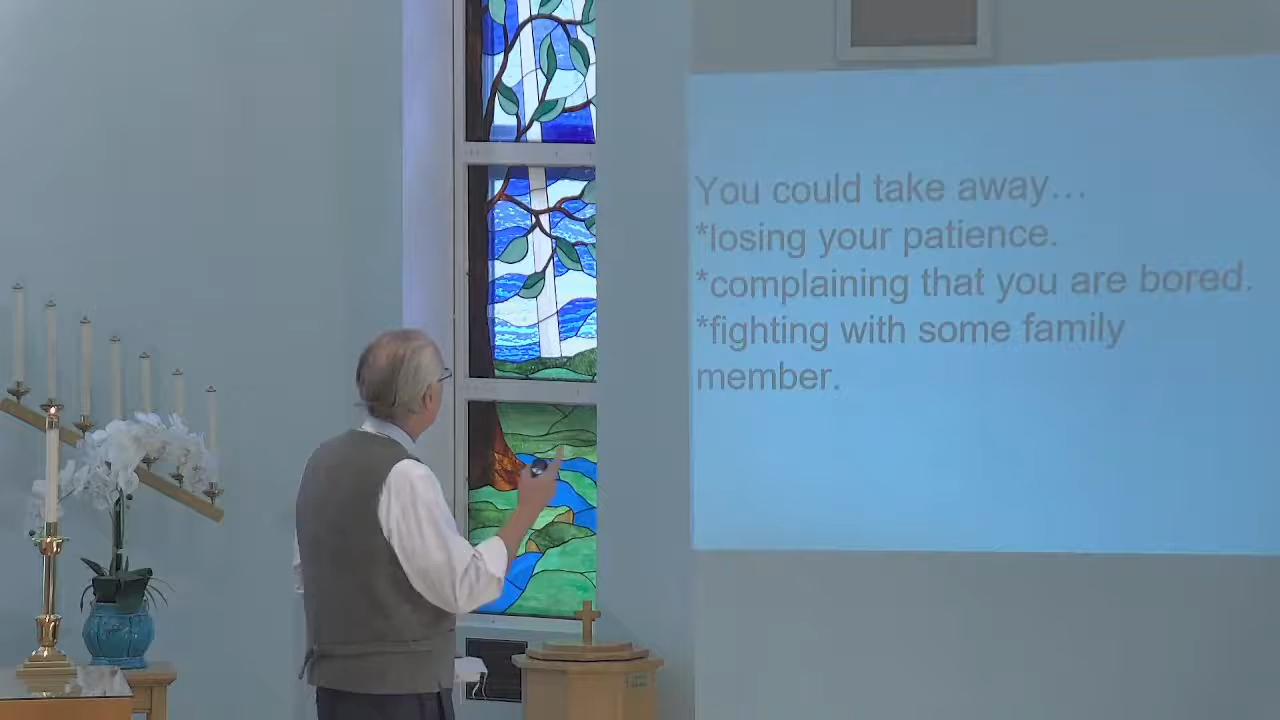 You could take away…
*losing your patience.
*complaining that you are bored.
*fighting with some family
member.